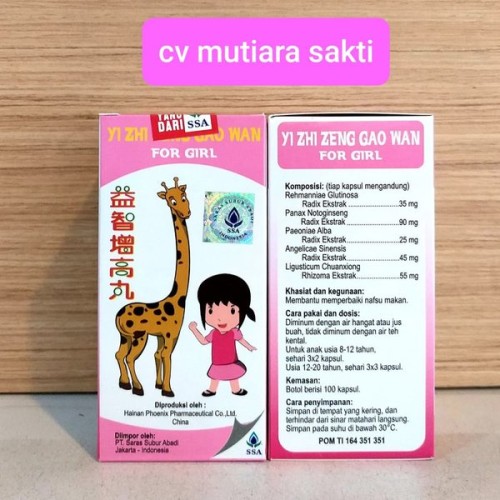 cv mutiara sakti
YANG
DARI SSA
YI ZHI ZENG GAO WAN
FOR GIRL
益智增高丸
SSA
Diproduksi oleh :
Hainan Phoenix Pharmaceutical Co.,Ltd.
China
Diimpor oleh:
PT. Saras Subur Abadi
Jakarta - Indonesia
SSA
YI ZHI ZENG GAO WAN
FOR GIRL
Komposisi: (tiap kapsul mengandung)
Rehmanniae Glutinosa
Radix Ekstrak ........................ 35 mg
Panax Notoginseng
Radix Ekstrak ........................ 90 mg
Paeoniae Alba
Radix Ekstrak ........................ 25 mg
Angelicae Sinensis
Radix Ekstrak ........................ 45 mg
Ligusticum Chuanxiong
Rhizoma Ekstrak ........................ 55 mg
Khasiat dan kegunaan:
Membantu memperbaiki nafsu makan.
Cara pakai dan dosis:
Diminum dengan air hangat atau jus
buah, tidak diminum dengan air teh
kental.
Untuk anak usia 8-12 tahun,
sehari 3x2 kapsul.
Usia 12-20 tahun, sehari 3x3 kapsul.
Kemasan:
Botol berisi 100 kapsul.
Cara penyimpanan:
Simpan di tempat yang kering, dan
terhindar dari sinar matahari langsung.
Simpan pada suhu di bawah 30°C.
POM TI 164 351 351